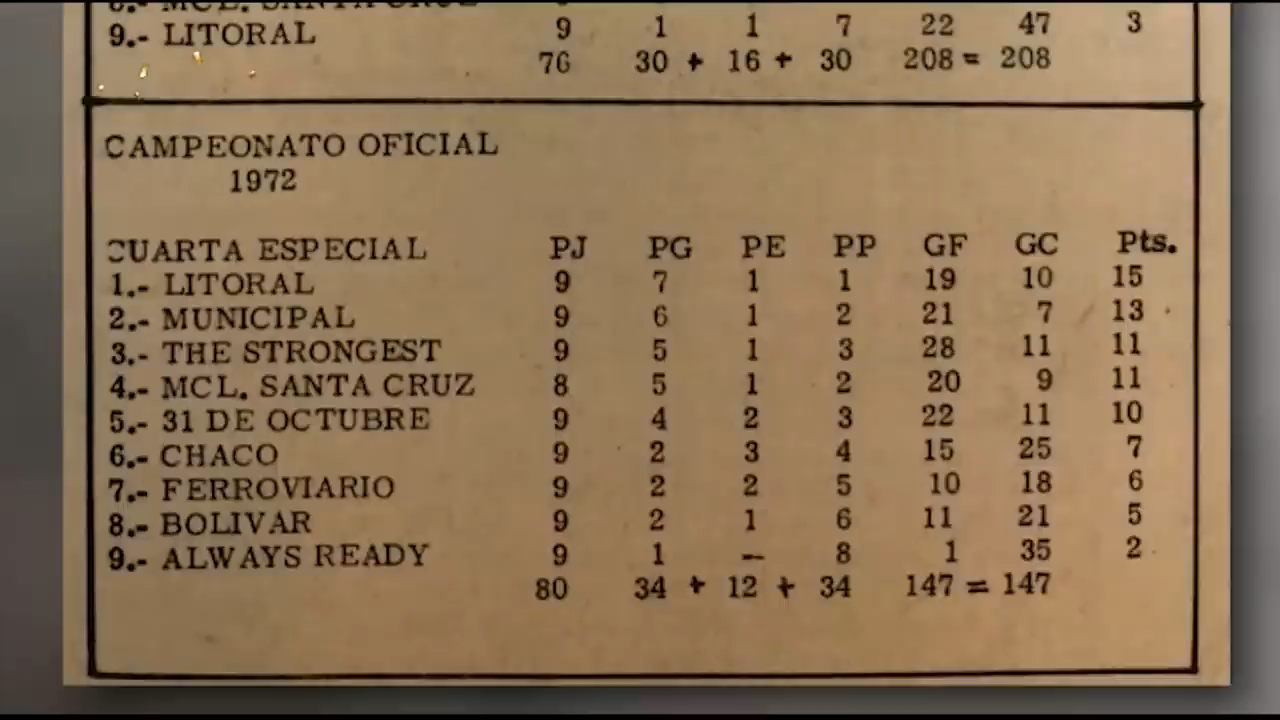 8.- MCL. SANTA CRUZ
9.- LITORAL 9 1 1 7 22 47 3
76 30 + 16 + 30 208 = 208
CAMPEONATO OFICIAL
1972
CUARTA ESPECIAL PJ PG PE PP GF GC Pts.
1.- LITORAL 9 7 1 1 19 10 15
2.- MUNICIPAL 9 6 1 2 21 7 13
3.- THE STRONGEST 9 5 1 3 28 11 11
4.- MCL. SANTA CRUZ 8 5 1 2 20 9 11
5.- 31 DE OCTUBRE 9 4 2 3 22 11 10
6.- CHACO 9 2 3 4 15 25 7
7.- FERROVIARIO 9 2 2 5 10 18 6
8.- BOLIVAR 9 2 1 6 11 21 5
9.- ALWAYS READY 9 1 - 8 1 35 2
80 34 + 12 + 34 147 = 147